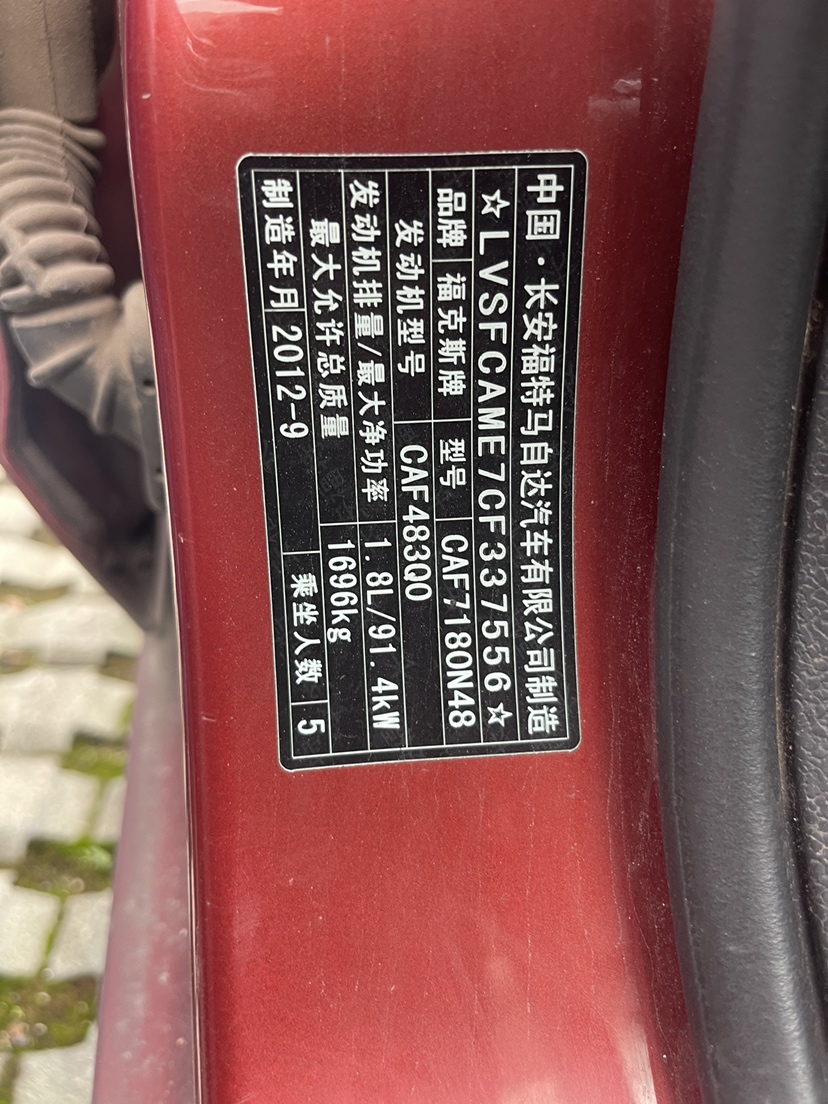 中国·长安福特马自达汽车有限公司制造
☆LVSFCAME7CF337556☆
品牌 福克斯牌 型号 CAF7180N48
发动机型号 CAF483Q0
发动机排量/最大净功率 1.8L/91.4kW
最大允许总质量 1696kg
制造年月 2012-9 乘坐人数 5